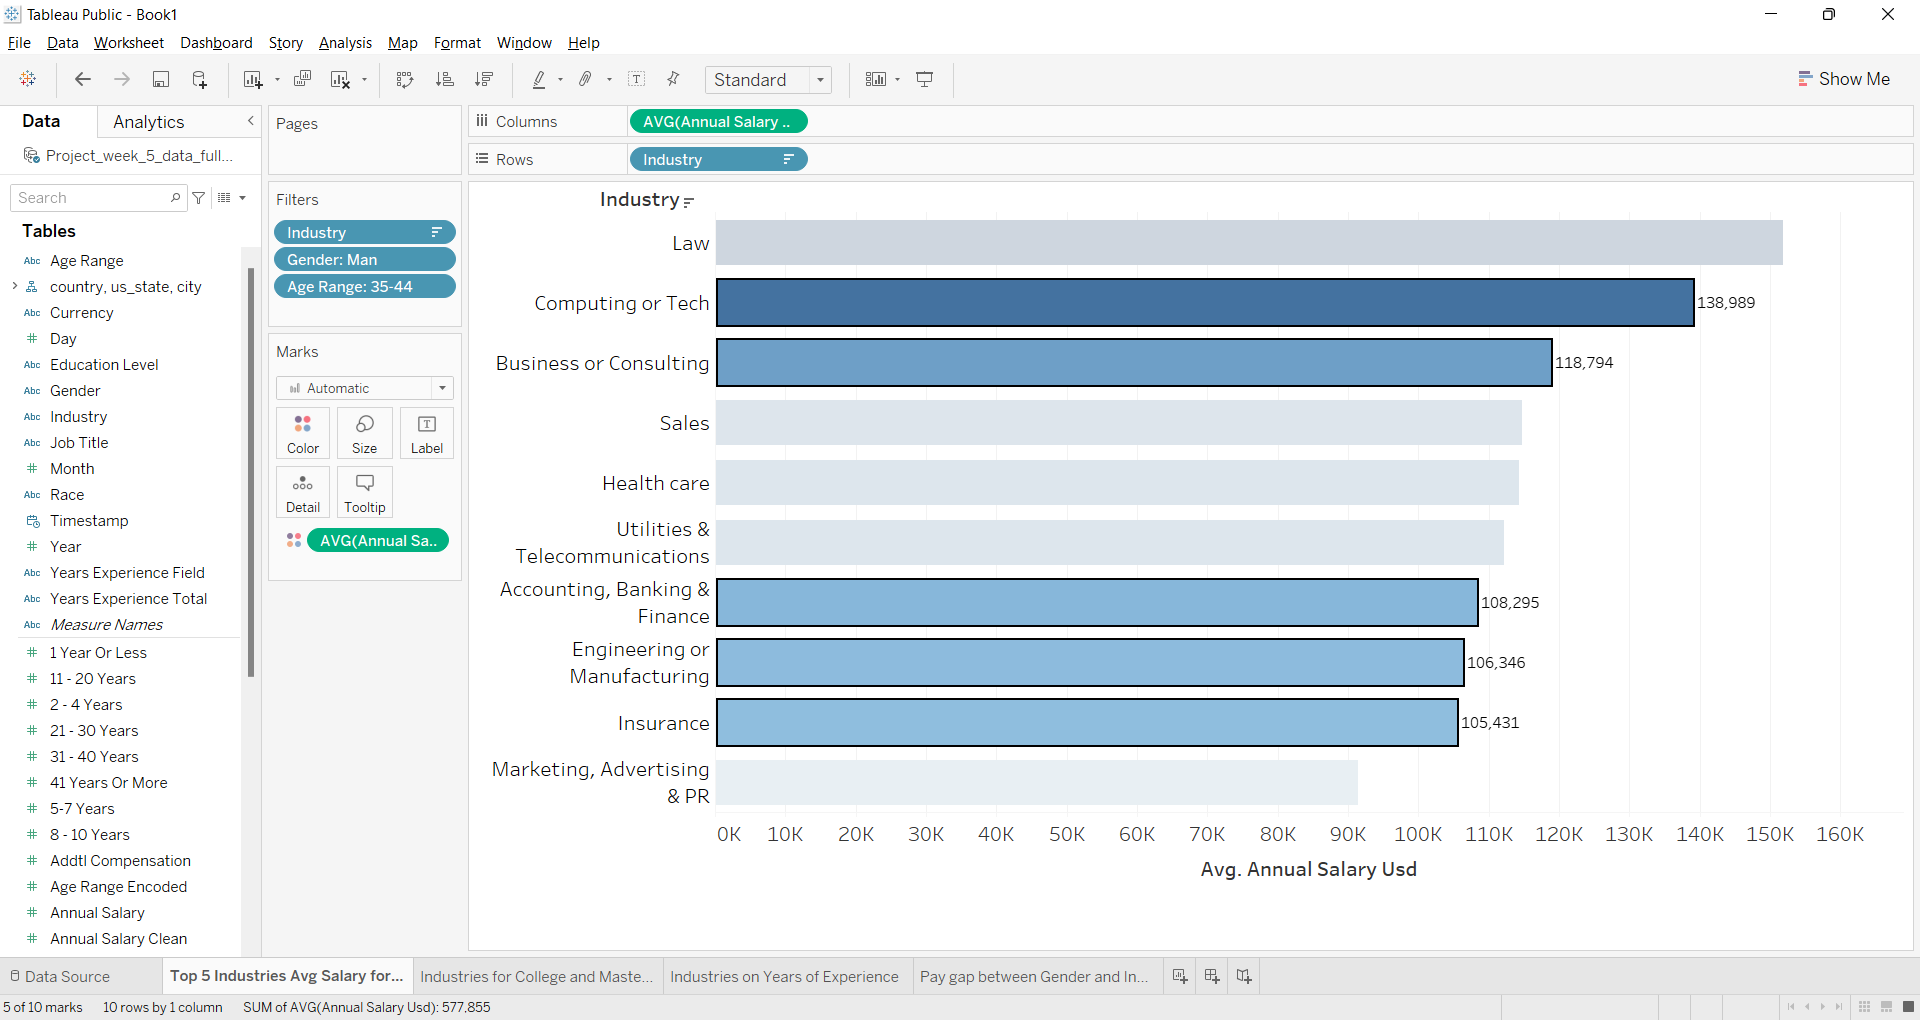 Tableau Public - Book1
File Data Worksheet Dashboard Story Analysis Map Format Window Help
Standard
Show Me
Data Analytics
Project_week_5_data_full...
Search
Tables
Abc Age Range
country, us_state, city
Abc Currency
# Day
Abc Education Level
Abc Gender
Abc Industry
Abc Job Title
# Month
Abc Race
Timestamp
# Year
Abc Years Experience Field
Abc Years Experience Total
Abc Measure Names
# 1 Year Or Less
# 11 - 20 Years
# 2 - 4 Years
# 21 - 30 Years
# 31 - 40 Years
# 41 Years Or More
# 5-7 Years
# 8 - 10 Years
# Addtl Compensation
# Age Range Encoded
# Annual Salary
# Annual Salary Clean
Pages
Filters
Industry
Gender: Man
Age Range: 35-44
Marks
Automatic
Color Size Label
Detail Tooltip
AVG(Annual Sa..
Columns AVG(Annual Salary ..
Rows Industry
Industry
Law
Computing or Tech 138,989
Business or Consulting 118,794
Sales
Health care
Utilities &
Telecommunications
Accounting, Banking &
Finance
108,295
Engineering or
Manufacturing
106,346
Insurance 105,431
Marketing, Advertising
& PR
0K 10K 20K 30K 40K 50K 60K 70K 80K 90K 100K 110K 120K 130K 140K 150K 160K
Avg. Annual Salary Usd
Data Source Top 5 Industries Avg Salary for... Industries for College and Maste... Industries on Years of Experience Pay gap between Gender and In...
5 of 10 marks 10 rows by 1 column SUM of AVG(Annual Salary Usd): 577,855